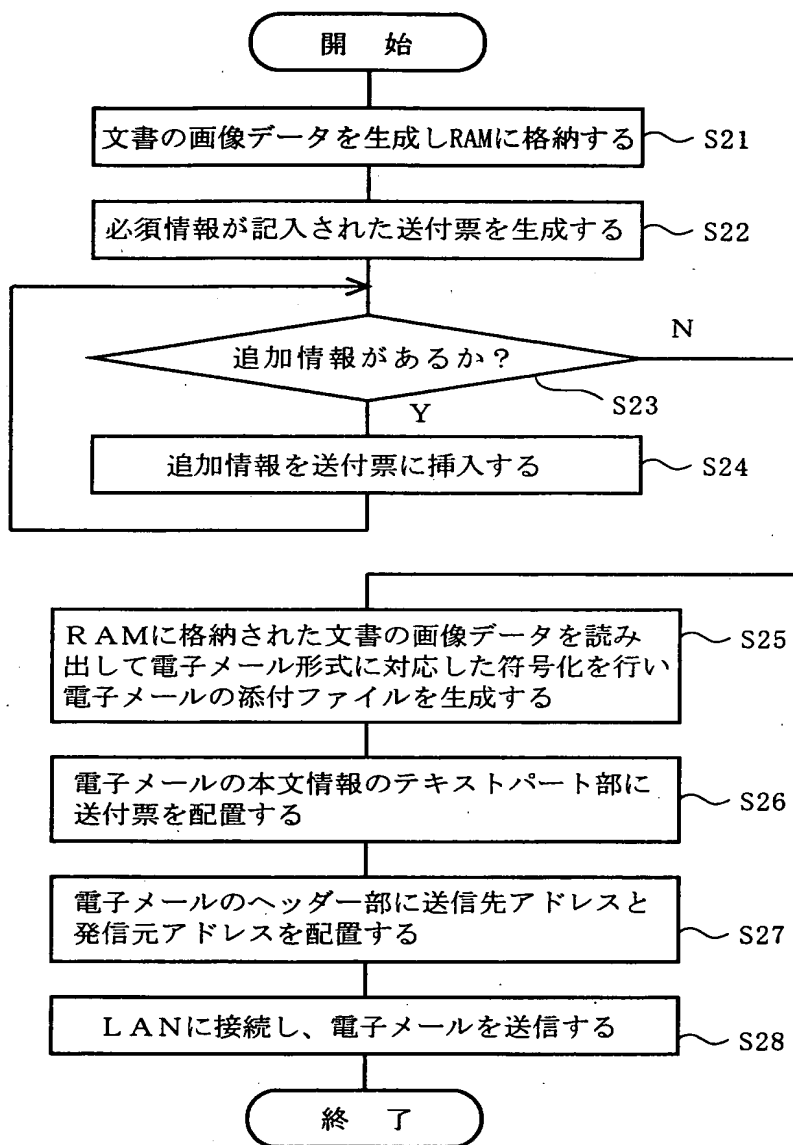 開 始
文書の画像データを生成しRAMに格納する
S21
必須情報が記入された送付票を生成する
S22
追加情報があるか?
N
S23
Y
追加情報を送付票に挿入する
S24
RAMに格納された文書の画像データを読み
出して電子メール形式に対応した符号化を行い
電子メールの添付ファイルを生成する
S25
電子メールの本文情報のテキストパート部に
送付票を配置する
S26
電子メールのヘッダー部に送信先アドレスと
発信元アドレスを配置する
S27
LANに接続し、電子メールを送信する
S28
終 了